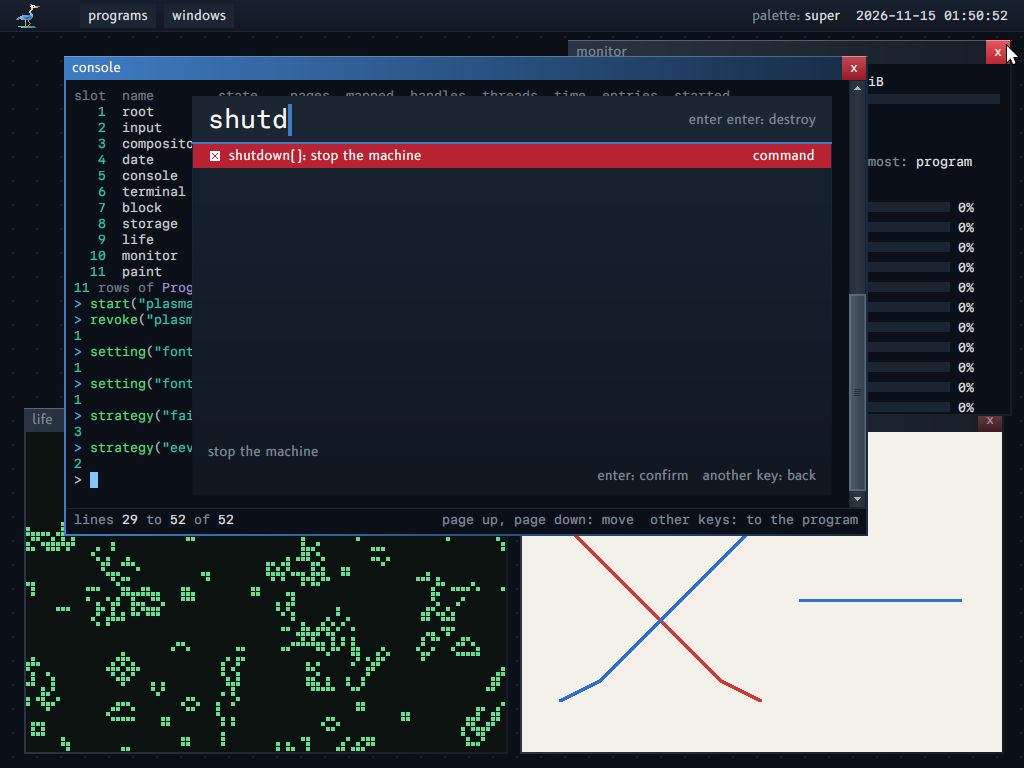 programs windows palette: super 2026-11-15 01:50:52
monitor x
console x
iB
slot name state pages mapped handles threads time entries started
1 root
2 input
3 composito
4 date
5 console
6 terminal
7 block
8 storage
9 life
10 monitor
11 paint
11 rows of Prog
> start("plasma
> revoke("plasm
1
> setting("font
1
> setting("font
1
> strategy("fai
3
> strategy("eev
2
>
lines 29 to 52 of 52 page up, page down: move other keys: to the program
shutd enter enter: destroy
shutdown[]: stop the machine command
stop the machine
enter: confirm another key: back
most: program
0%
0%
0%
0%
0%
0%
0%
0%
0%
0%
0%
life x